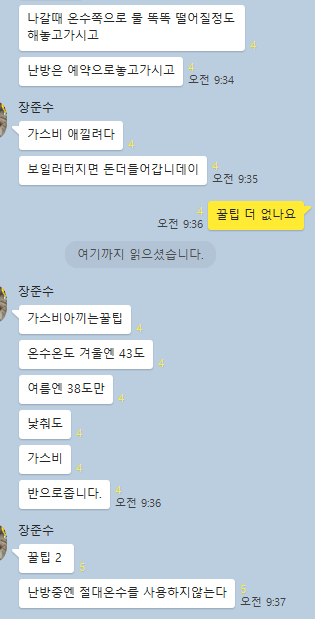 나갈때 온수쪽으로 물 똑똑 떨어질정도
해놓고가시고
4
난방은 예약으로놓고가시고
4
오전 9:34
장준수
가스비 애낄려다
4
보일러터지면 돈더들어갑니데이
4
오전 9:35
꿀팁 더 없나요
4
오전 9:36
여기까지 읽으셨습니다.
장준수
가스비아끼는꿀팁
4
온수온도 겨울엔 43도
4
여름엔 38도만
4
낮춰도
4
가스비
4
반으로줍니다.
4
오전 9:36
장준수
꿀팁 2
5
난방중엔 절대온수를 사용하지않는다
5
오전 9:37